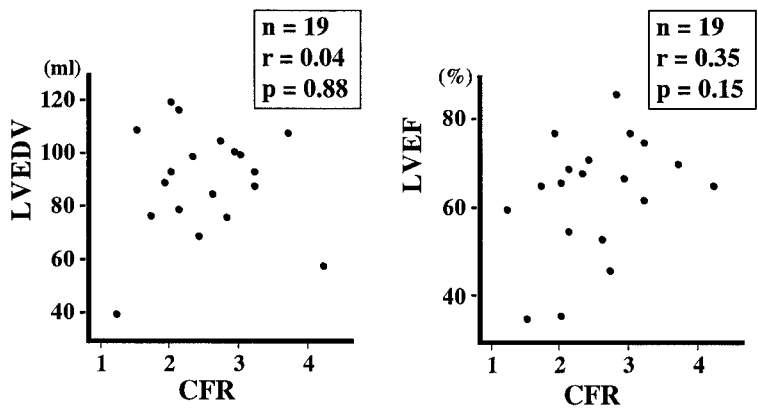 n = 19
r = 0.04
p = 0.88
(ml)
120
100
80
60
40
LVEDV
1 2 3 4
CFR
n = 19
r = 0.35
p = 0.15
(%)
80
60
40
LVEF
1 2 3 4
CFR